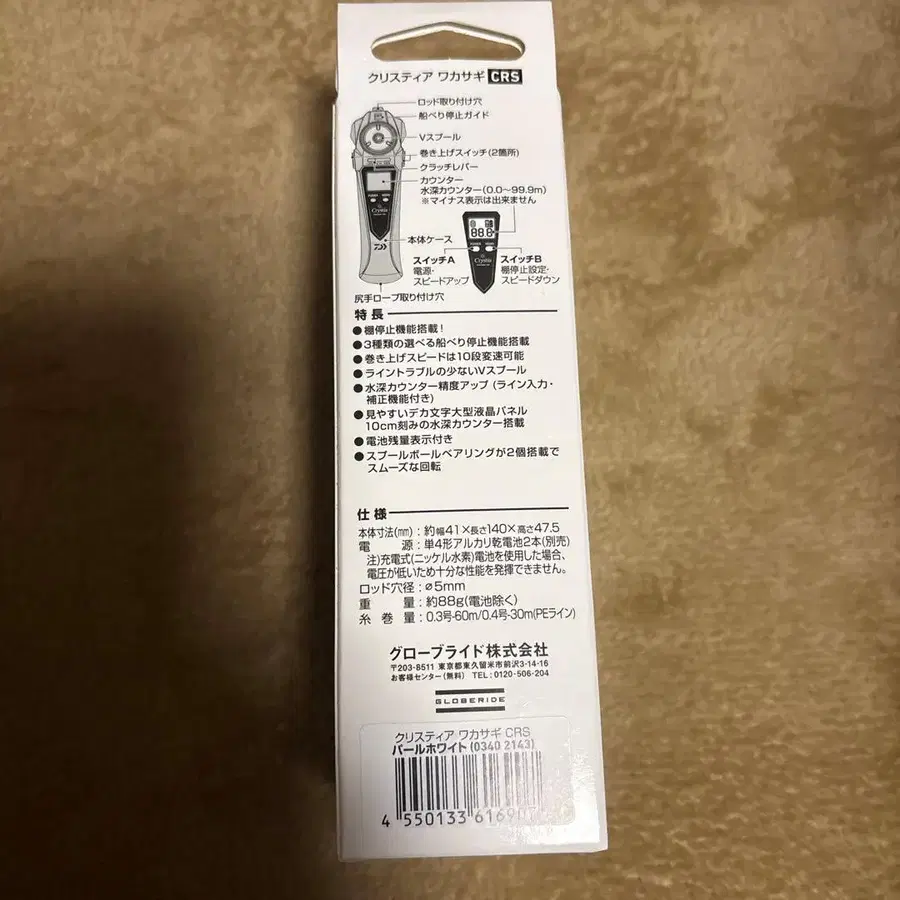 クリスティア ワカサギ CRS
ロッド取り付け穴
船べり停止ガイド
Vスプール
巻き上げスイッチ(2箇所)
クラッチレバー
カウンター
水深カウンター(0.0〜99.9m)
※マイナス表示は出来ません
Crystia
88.8
Crystia
本体ケース
スイッチA
電源・
スピードアップ
スイッチB
棚停止設定・
スピードダウン
尻手ロープ取り付け穴
特長
●棚停止機能搭載！
●3種類の選べる船べり停止機能搭載
●巻き上げスピードは10段変速可能
●ライントラブルの少ないVスプール
●水深カウンター精度アップ (ライン入力・
補正機能付き)
●見やすいデカ文字大型液晶パネル
10cm刻みの水深カウンター搭載
●電池残量表示付き
●スプールボールベアリングが2個搭載で
スムーズな回転
仕様
本体寸法(mm)：約幅41×長さ140×高さ47.5
電源：単4形アルカリ乾電池2本(別売)
注)充電式(ニッケル水素)電池を使用した場合、
電圧が低いため十分な性能を発揮できません。
ロッド穴径：ø5mm
重量：約88g(電池除く)
糸巻量：0.3号-60m/0.4号-30m(PEライン)
グローブライド株式会社
〒203-8511 東京都東久留米市前沢3-14-16
お客様センター(無料) TEL：0120-506-204
GLOBERIDE
クリスティア ワカサギ CRS
パールホワイト(0340 2143)
4 550133 616907